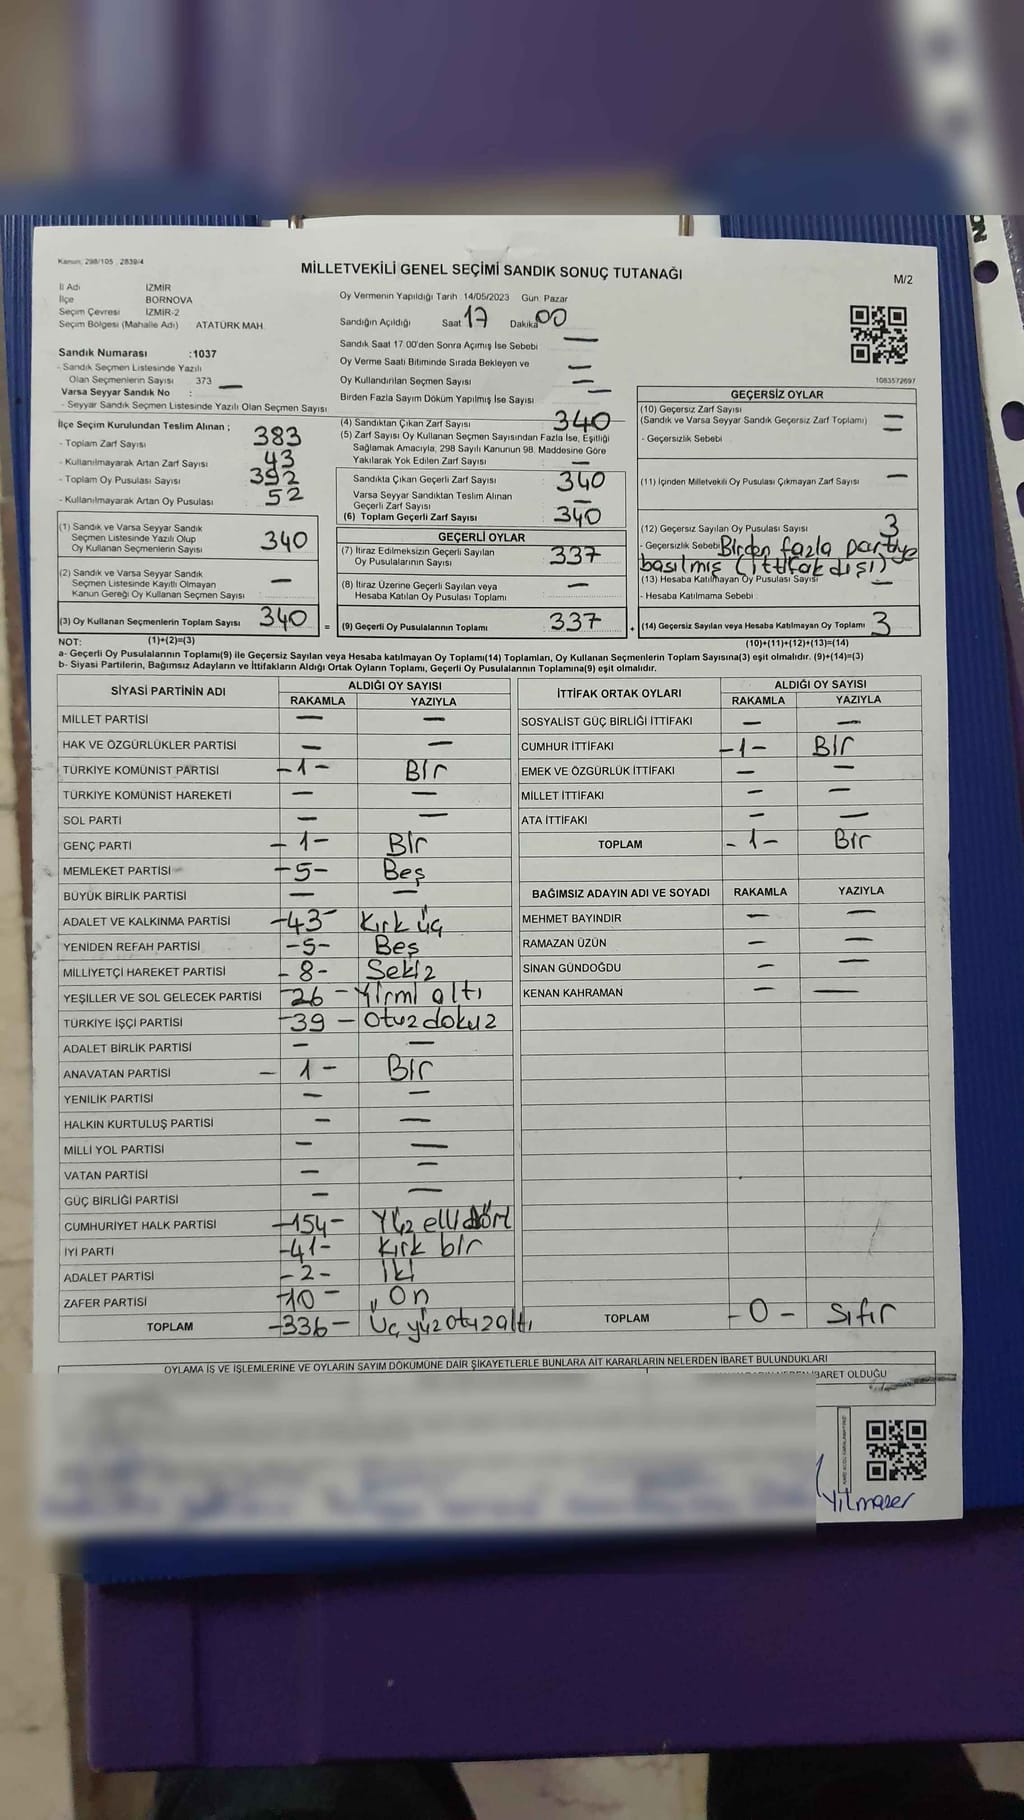 Kanun: 298/105 , 2839/4
MİLLETVEKİLİ GENEL SEÇİMİ SANDIK SONUÇ TUTANAĞI
M/2
İl Adı İZMİR
İlçe BORNOVA
Seçim Çevresi İZMİR-2
Seçim Bölgesi (Mahalle Adı) ATATÜRK MAH.
Oy Vermenin Yapıldığı Tarih 14/05/2023 Gün: Pazar
Sandığın Açıldığı Saat 17 Dakika 00
Sandık Saat 17.00'den Sonra Açımış İse Sebebi —
Oy Verme Saati Bitiminde Sırada Bekleyen ve —
Oy Kullandırılan Seçmen Sayısı —
Birden Fazla Sayım Döküm Yapılmış İse Sayısı —
1083572697
Sandık Numarası :1037
- Sandık Seçmen Listesinde Yazılı
Olan Seçmenlerin Sayısı : 373
Varsa Seyyar Sandık No : —
- Seyyar Sandık Seçmen Listesinde Yazılı Olan Seçmen Sayısı
İlçe Seçim Kurulundan Teslim Alınan ;
- Toplam Zarf Sayısı 383
- Kullanılmayarak Artan Zarf Sayısı 43
- Toplam Oy Pusulası Sayısı 392
- Kullanılmayarak Artan Oy Pusulası 52
(1) Sandık ve Varsa Seyyar Sandık
Seçmen Listesinde Yazılı Olup
Oy Kullanan Seçmenlerin Sayısı 340
(2) Sandık ve Varsa Seyyar Sandık
Seçmen Listesinde Kayıtlı Olmayan
Kanun Gereği Oy Kullanan Seçmen Sayısı —
(3) Oy Kullanan Seçmenlerin Toplam Sayısı 340 =
(4) Sandıktan Çıkan Zarf Sayısı 340
(5) Zarf Sayısı Oy Kullanan Seçmen Sayısından Fazla İse, Eşitliği
Sağlamak Amacıyla, 298 Sayılı Kanunun 98. Maddesine Göre
Yakılarak Yok Edilen Zarf Sayısı —
Sandıkta Çıkan Geçerli Zarf Sayısı 340
Varsa Seyyar Sandıktan Teslim Alınan
Geçerli Zarf Sayısı —
(6) Toplam Geçerli Zarf Sayısı 340
GEÇERLİ OYLAR
(7) İtiraz Edilmeksizin Geçerli Sayılan
Oy Pusulalarının Sayısı 337
(8) İtiraz Üzerine Geçerli Sayılan veya
Hesaba Katılan Oy Pusulası Toplamı —
(9) Geçerli Oy Pusulalarının Toplamı 337 +
GEÇERSİZ OYLAR
(10) Geçersiz Zarf Sayısı
(Sandık ve Varsa Seyyar Sandık Geçersiz Zarf Toplamı) —
- Geçersizlik Sebebi —
(11) İçinden Milletvekili Oy Pusulası Çıkmayan Zarf Sayısı —
(12) Geçersiz Sayılan Oy Pusulası Sayısı 3
- Geçersizlik Sebebi Birden fazla partiye
basılmış (ittifak dışı)
(13) Hesaba Katılmayan Oy Pusulası Sayısı —
- Hesaba Katılmama Sebebi
(14) Geçersiz Sayılan veya Hesaba Katılmayan Oy Toplamı 3
NOT: (1)+(2)=(3) (10)+(11)+(12)+(13)=(14)
a- Geçerli Oy Pusulalarının Toplamı(9) ile Geçersiz Sayılan veya Hesaba katılmayan Oy Toplamı(14) Toplamları, Oy Kullanan Seçmenlerin Toplam Sayısına(3) eşit olmalıdır. (9)+(14)=(3)
b- Siyasi Partilerin, Bağımsız Adayların ve İttifakların Aldığı Ortak Oyların Toplamı, Geçerli Oy Pusulalarının Toplamına(9) eşit olmalıdır.
SİYASİ PARTİNİN ADI ALDIĞI OY SAYISI
RAKAMLA YAZIYLA
MİLLET PARTİSİ — —
HAK VE ÖZGÜRLÜKLER PARTİSİ — —
TÜRKİYE KOMÜNİST PARTİSİ -1- Bir
TÜRKİYE KOMÜNİST HAREKETİ — —
SOL PARTİ — —
GENÇ PARTİ -1- Bir
MEMLEKET PARTİSİ -5- Beş
BÜYÜK BİRLİK PARTİSİ — —
ADALET VE KALKINMA PARTİSİ -43- Kırk üç
YENİDEN REFAH PARTİSİ -5- Beş
MİLLİYETÇİ HAREKET PARTİSİ -8- Sekiz
YEŞİLLER VE SOL GELECEK PARTİSİ -26- Yirmi altı
TÜRKİYE İŞÇİ PARTİSİ -39- Otuz dokuz
ADALET BİRLİK PARTİSİ — —
ANAVATAN PARTİSİ -1- Bir
YENİLİK PARTİSİ — —
HALKIN KURTULUŞ PARTİSİ — —
MİLLİ YOL PARTİSİ — —
VATAN PARTİSİ — —
GÜÇ BİRLİĞİ PARTİSİ — —
CUMHURİYET HALK PARTİSİ -154- Yüz elli dört
İYİ PARTİ -41- Kırk bir
ADALET PARTİSİ -2- İki
ZAFER PARTİSİ -10- On
TOPLAM -336- Üç yüz otuz altı
İTTİFAK ORTAK OYLARI ALDIĞI OY SAYISI
RAKAMLA YAZIYLA
SOSYALİST GÜÇ BİRLİĞİ İTTİFAKI — —
CUMHUR İTTİFAKI -1- Bir
EMEK VE ÖZGÜRLÜK İTTİFAKI — —
MİLLET İTTİFAKI — —
ATA İTTİFAKI — —
TOPLAM -1- Bir
BAĞIMSIZ ADAYIN ADI VE SOYADI RAKAMLA YAZIYLA
MEHMET BAYINDIR — —
RAMAZAN ÜZÜN — —
SİNAN GÜNDOĞDU — —
KENAN KAHRAMAN — —
TOPLAM -0- Sıfır
OYLAMA İŞ VE İŞLEMLERİNE VE OYLARIN SAYIM DÖKÜMÜNE DAİR ŞİKAYETLERLE BUNLARA AİT KARARLARIN NELERDEN İBARET BULUNDUKLARI
İBARET OLDUĞU
Yılmazer